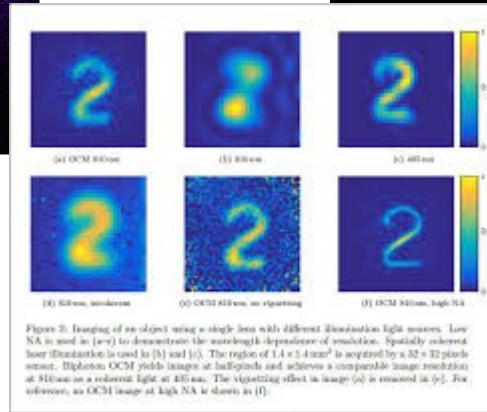 2
(a) OCM 810 nm
(b) 810 nm
2
(c) 405 nm
2
(d) 810 nm, incoherent
2
(e) OCM 810 nm, no vignetting
2
(f) OCM 810 nm, high NA
Figure 3: Imaging of an object using a single lens with different illumination light sources. Low
NA is used in (a-e) to demonstrate the wavelength dependence of resolution. Spatially coherent
laser illumination is used in (b) and (c). The region of 1.4 × 1.4 mm² is acquired by a 32 × 32 pixels
sensor. Biphoton OCM yields images at half-pixels and achieves a comparable image resolution
at 810 nm as a coherent light at 405 nm. The vignetting effect in image (a) is removed in (e). For
reference, an OCM image at high NA is shown in (f).